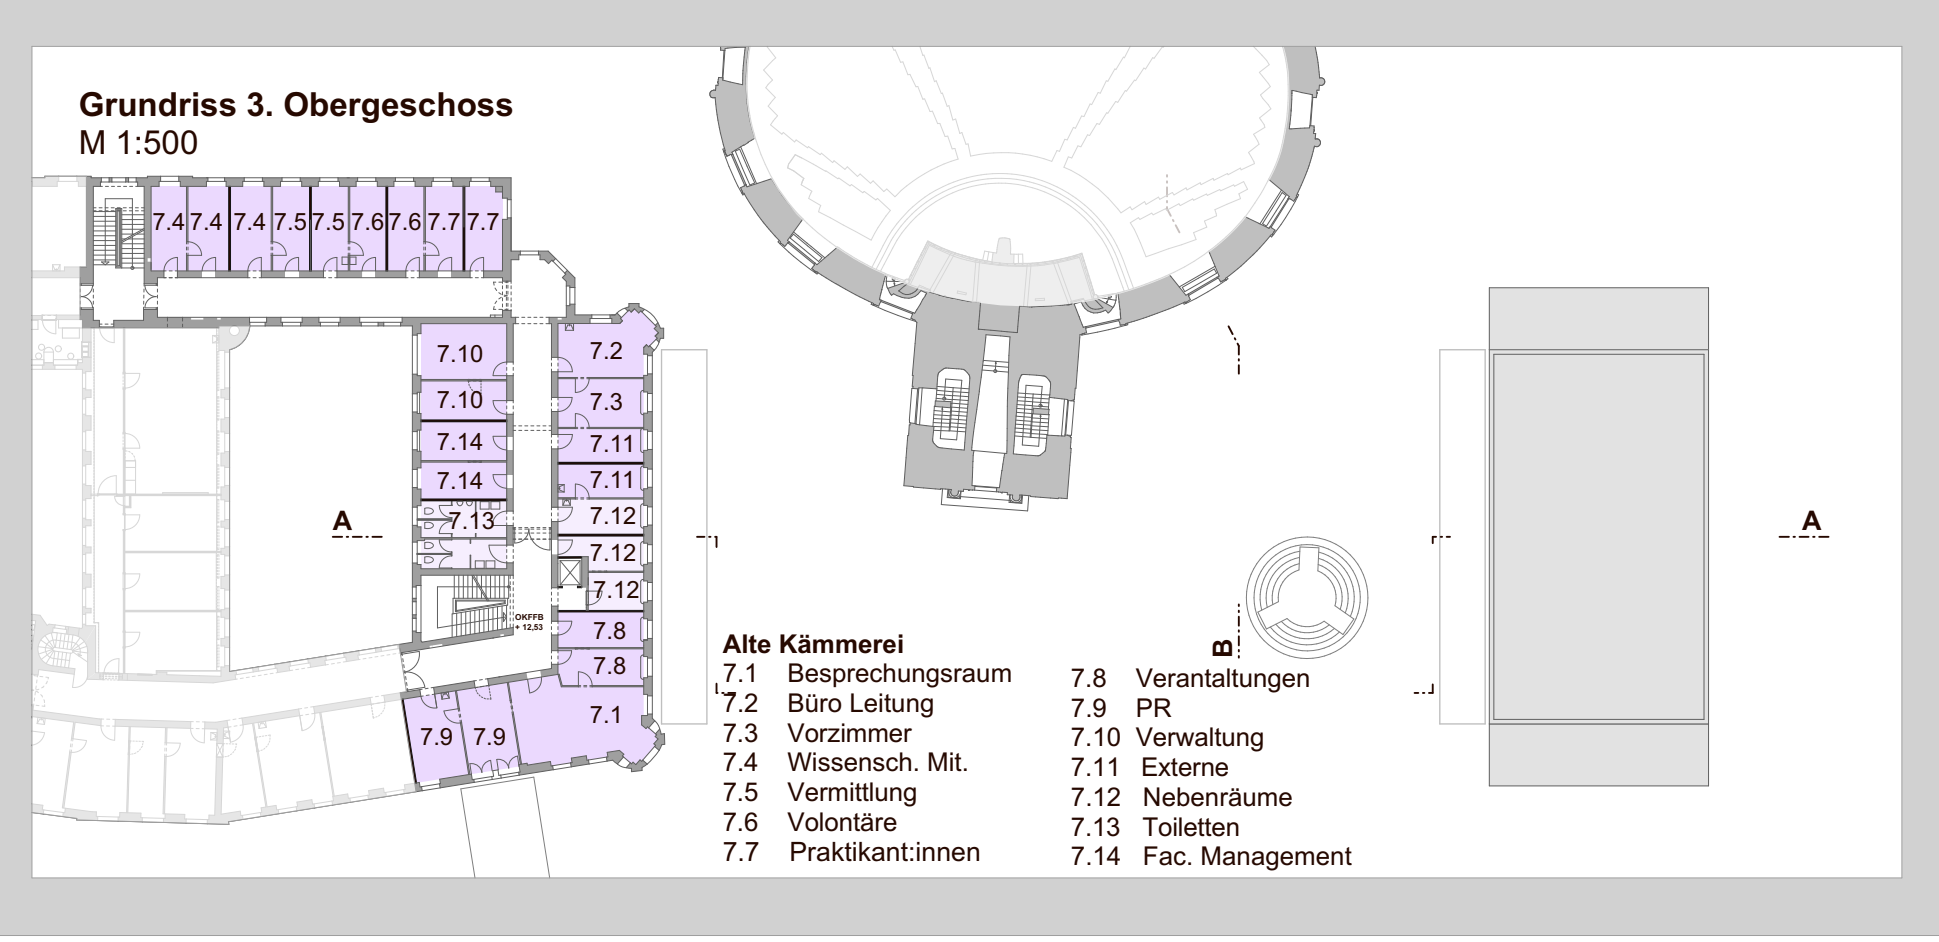 Grundriss 3. Obergeschoss
M 1:500
7.4 7.4 7.4 7.5 7.5 7.6 7.6 7.7 7.7
7.10 7.2
7.10 7.3
7.14 7.11
7.14 7.11
7.13 7.12
A
A
7.12
7.12
OKFFB
+ 12,53
7.8
7.8
7.1
7.9 7.9
B
Alte Kämmerei
7.1 Besprechungsraum
7.2 Büro Leitung
7.3 Vorzimmer
7.4 Wissensch. Mit.
7.5 Vermittlung
7.6 Volontäre
7.7 Praktikant:innen
7.8 Verantaltungen
7.9 PR
7.10 Verwaltung
7.11 Externe
7.12 Nebenräume
7.13 Toiletten
7.14 Fac. Management